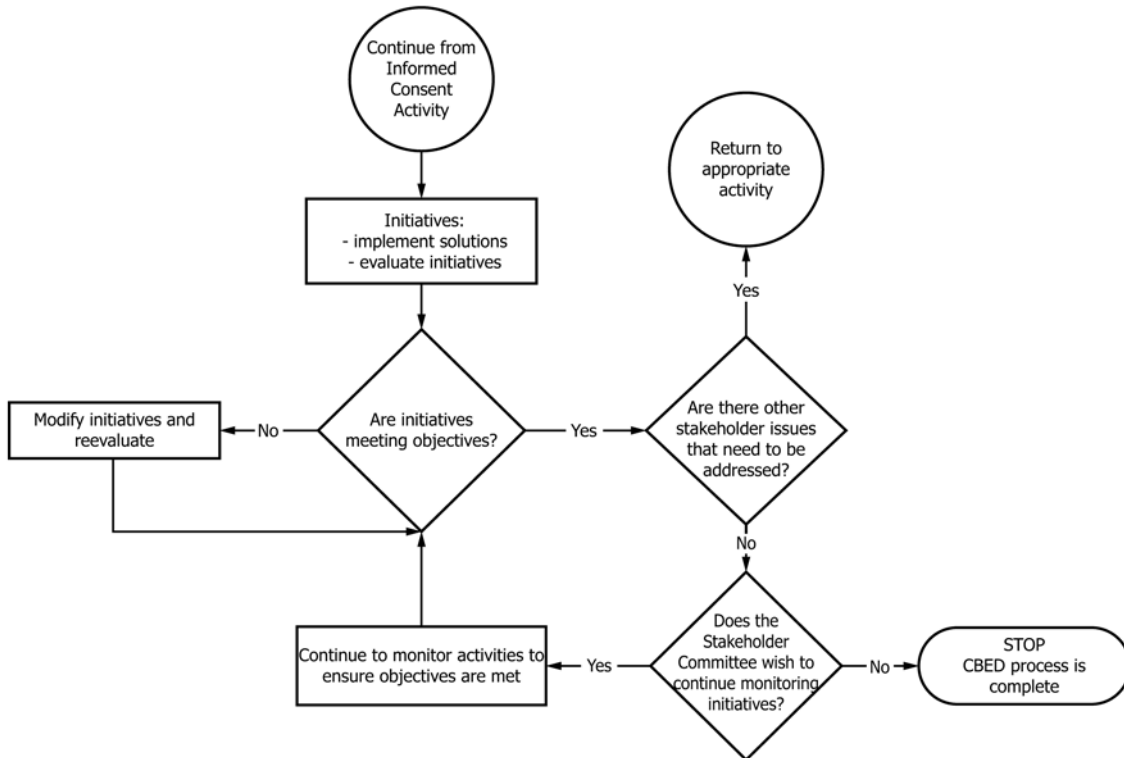 Continue from
Informed
Consent
Activity
Return to
appropriate
activity
Initiatives:
- implement solutions
- evaluate initiatives
Yes
Modify initiatives and
reevaluate
No
Are initiatives
meeting objectives?
Yes
Are there other
stakeholder issues
that need to be
addressed?
No
Continue to monitor activities to
ensure objectives are met
Yes
Does the
Stakeholder
Committee wish to
continue monitoring
initiatives?
No
STOP
CBED process is
complete